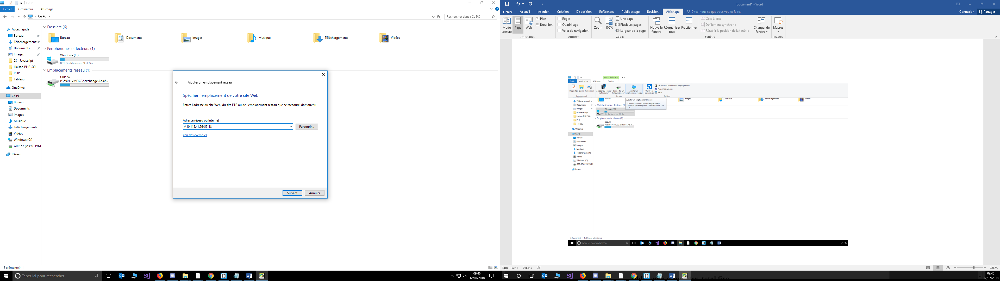 Ce PC
Fichier Ordinateur Affichage
Ce PC
Rechercher dans : Ce PC
Accès rapide
Bureau
Téléchargement:
Documents
Images
03 - Javascript
Liaison PHP-SQL
PHP
Tableau
OneDrive
Ce PC
Bureau
Documents
Images
Musique
Téléchargements
Vidéos
Windows (C:)
GRP-57 (\\59011VM
Réseau
Dossiers (6)
Bureau Documents Images Musique Téléchargements Vidéos
Périphériques et lecteurs (1)
Windows (C:)
851 Go libres sur 931 Go
Emplacements réseau (1)
GRP-57
(\\59011VMFIC02.exchange.Ad.af...
Ajouter un emplacement réseau
Spécifier l'emplacement de votre site Web
Entrez l'adresse du site Web, du site FTP ou de l'emplacement réseau que ce raccourci doit ouvrir.
Adresse réseau ou Internet :
\\10.115.41.76\57-18
Parcourir...
Voir des exemples
Suivant Annuler
8 élément(s)
Taper ici pour rechercher
09:46
12/07/2018
Document1 - Word
Fichier Accueil Insertion Création Disposition Références Publipostage Révision Affichage Dites-nous ce que vous voulez faire. Connexion Partager
Mode
Lecture
Page
Web
Plan
Brouillon
Affichages
Règle
Quadrillage
Volet de navigation
Afficher
Zoom
100%
Une page
Plusieurs pages
Largeur de la page
Zoom
Nouvelle
fenêtre
Réorganiser
tout
Fractionner
Côte à côte
Défilement synchrone
Rétablir la position de la fenêtre
Changer de
fenêtre
Fenêtre
Macros
Macros
Outils de lecteur Ce PC
Fichier Ordinateur Affichage Gestion
Propriétés Ouvrir Renommer
Emplacement
Accéder au serveur
multimédia
Connecter un
lecteur réseau
Ajouter un
emplacement réseau
Réseau
Ouvrir les
paramètres
Désinstaller ou modifier un programme
Propriétés système
Gérer
Système
Ajouter un emplacement réseau
Créer un raccourci vers un emplacement
Internet, par exemple un site Web ou un site
FTP.
Bureau Images Musique Téléchargements Vidéos
Périphériques et lecteurs (1)
Windows (C:)
851 Go libres sur 931 Go
Emplacements réseau (1)
GRP-57
(\\59011VMFIC02.exchange.Ad.af...
Bureau
Téléchargement:
Documents
Images
03 - Javascript
Liaison PHP-SQL
PHP
Tableau
OneDrive
Ce PC
Bureau
Documents
Images
Musique
Téléchargements
Vidéos
Windows (C:)
GRP-57 (\\59011VM
Réseau
8 élément(s) 1 élément sélectionné
Taper ici pour rechercher
Page 1 sur 1 0 mots
228 %
09:46
12/07/2018